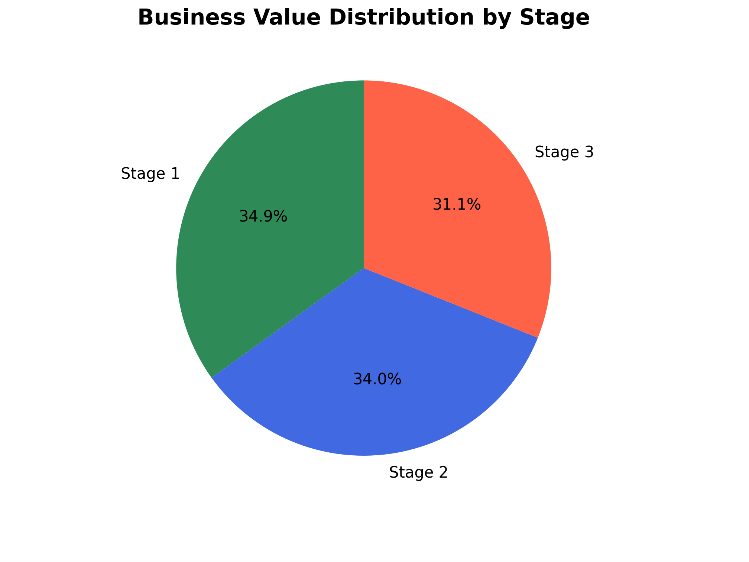 Business Value Distribution by Stage
Stage 3
Stage 1
31.1%
34.9%
34.0%
Stage 2